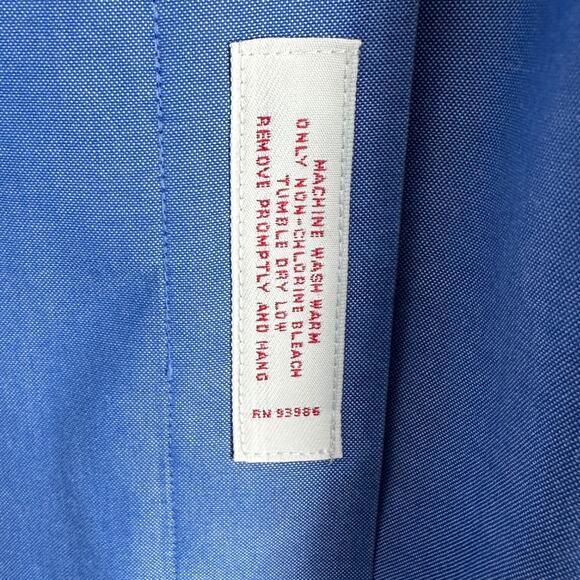 MACHINE WASH WARM
ONLY NON-CHLORINE BLEACH
TUMBLE DRY LOW
REMOVE PROMPTLY AND HANG
RN 93986